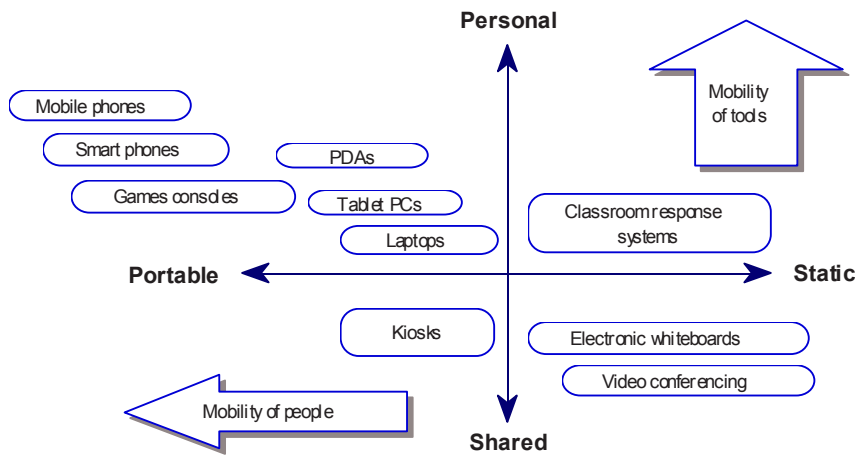 Personal
Mobile phones
Mobility
of tools
Smart phones
PDAs
Games consoles
Tablet PCs
Classroom response
systems
Laptops
Portable
Static
Kiosks
Electronic whiteboards
Video conferencing
Mobility of people
Shared